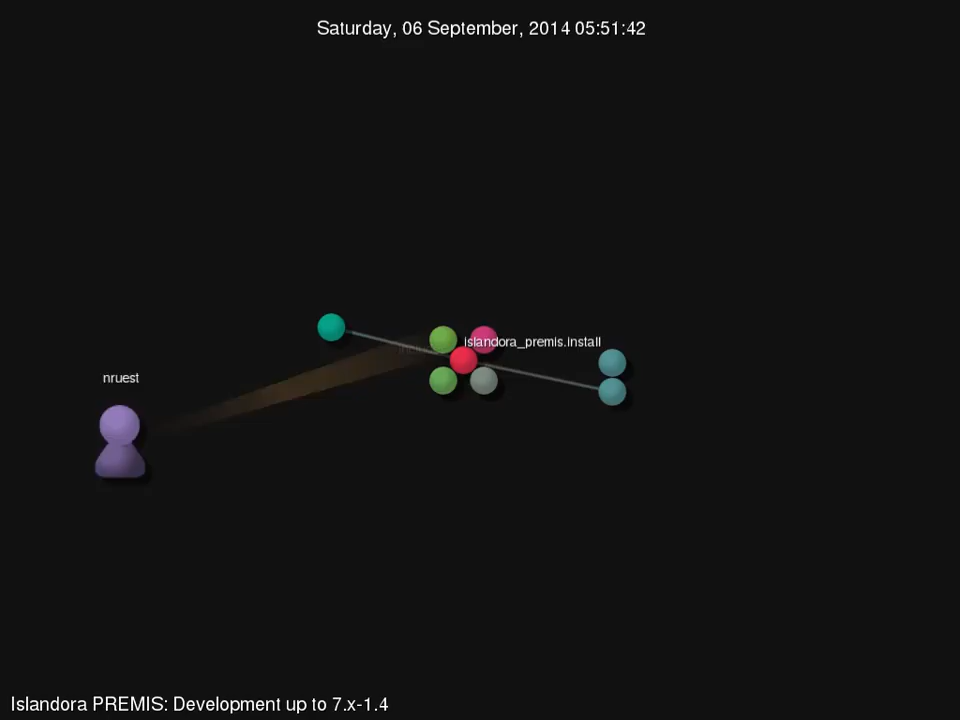 Saturday, 06 September, 2014 05:51:42
islandora_premis.install
nruest
Islandora PREMIS: Development up to 7.x-1.4